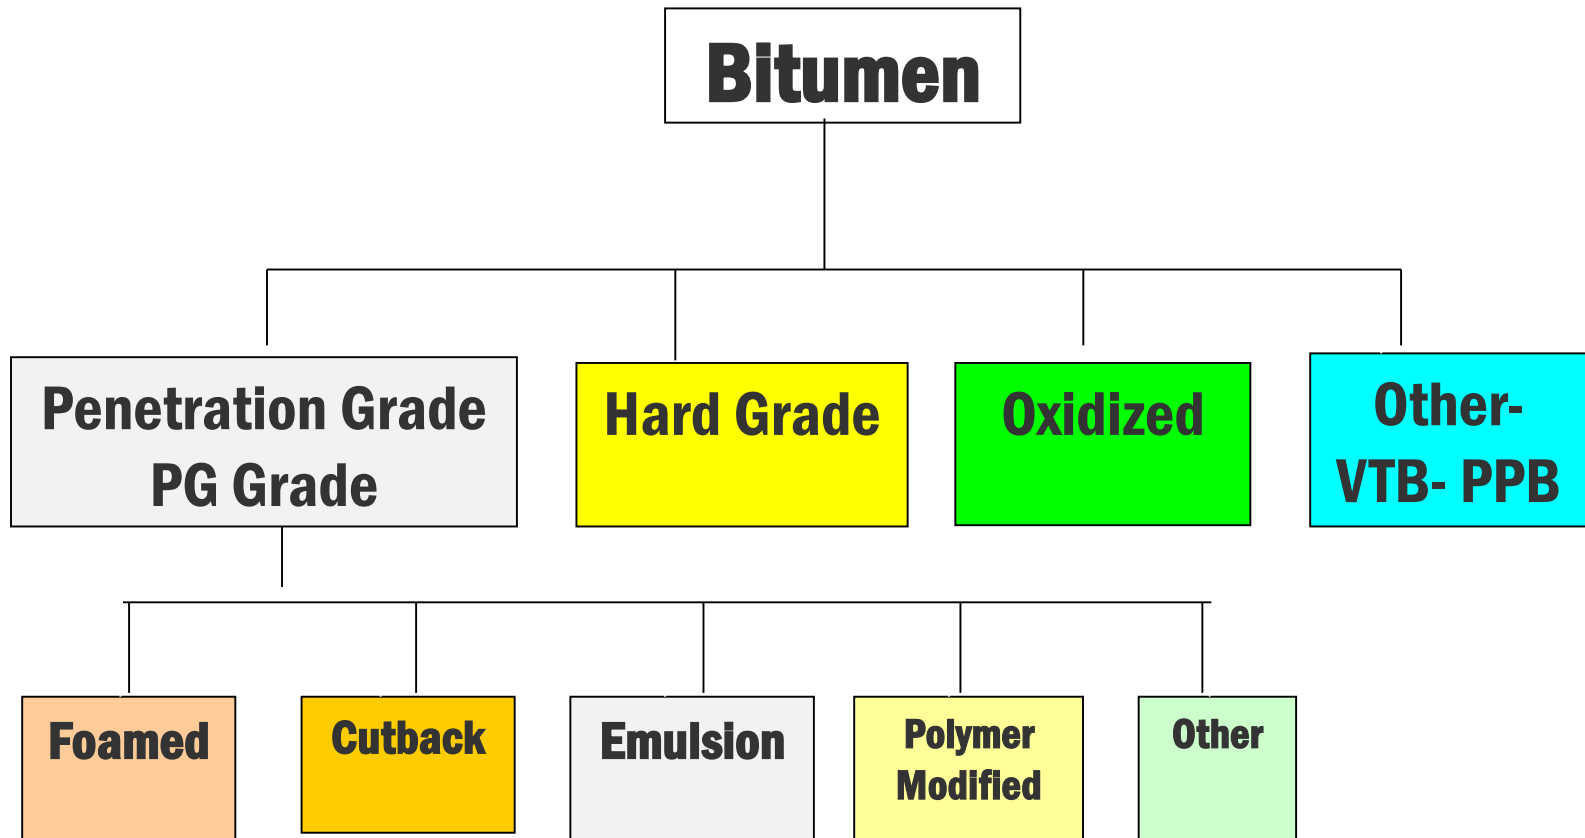 Bitumen
Penetration Grade
PG Grade
Hard Grade
Oxidized
Other-
VTB- PPB
Foamed
Cutback
Emulsion
Polymer
Modified
Other